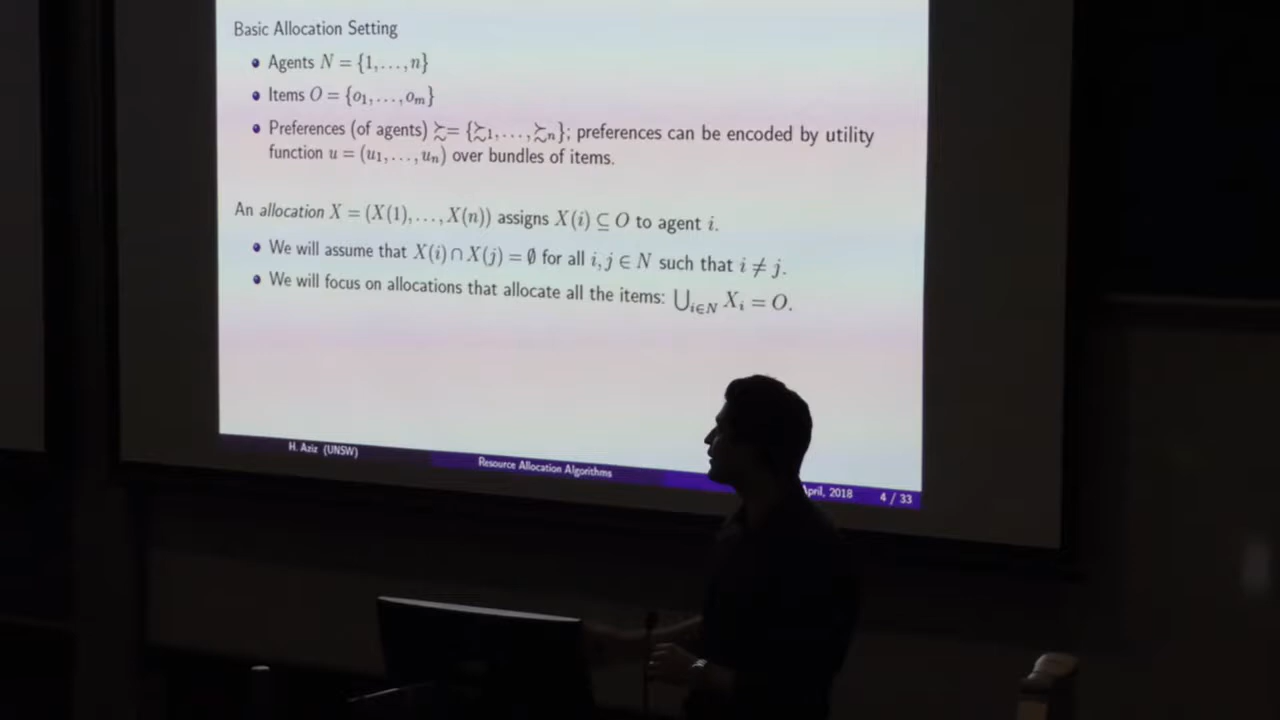 Basic Allocation Setting
Agents N = {1, . . . , n}
Items O = {o₁, . . . , oₘ}
Preferences (of agents) ≿= {≿₁, . . . , ≿ₙ}; preferences can be encoded by utility
function u = (u₁, . . . , uₙ) over bundles of items.
An allocation X = (X(1), . . . , X(n)) assigns X(i) ⊆ O to agent i.
We will assume that X(i) ∩ X(j) = ∅ for all i, j ∈ N such that i ≠ j.
We will focus on allocations that allocate all the items: ⋃i∈N Xᵢ = O.
H. Aziz (UNSW)
Resource Allocation Algorithms
April, 2018
4 / 33